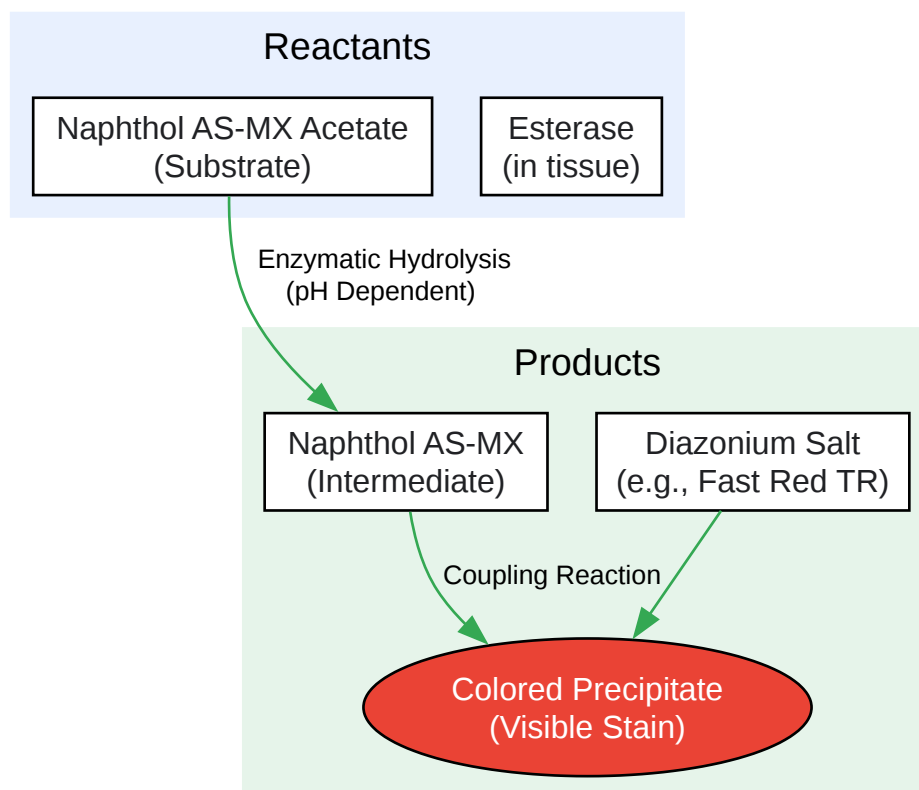 Reactants
Naphthol AS-MX Acetate
(Substrate)
Esterase
(in tissue)
Enzymatic Hydrolysis
(pH Dependent)
Products
Naphthol AS-MX
(Intermediate)
Diazonium Salt
(e.g., Fast Red TR)
Coupling Reaction
Colored Precipitate
(Visible Stain)